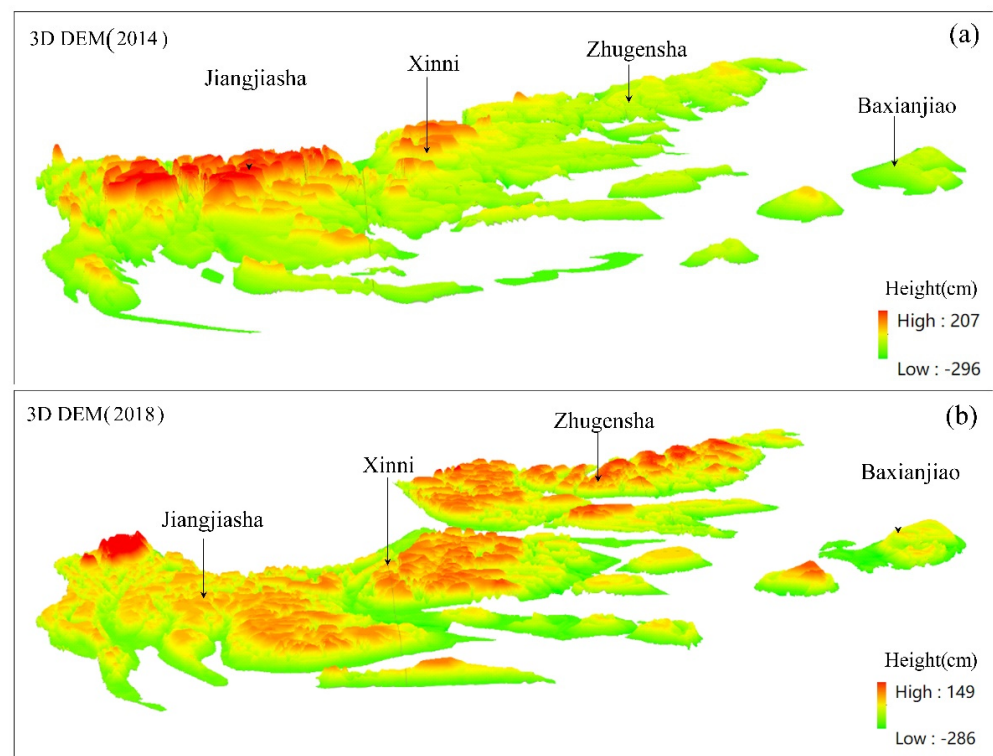 3D DEM(2014)
(a)
Jiangjiasha
Xinni
Zhugensha
Baxianjiao
Height(cm)
High : 207
Low : -296
3D DEM(2018)
(b)
Zhugensha
Xinni
Baxianjiao
Jiangjiasha
Height(cm)
High : 149
Low : -286